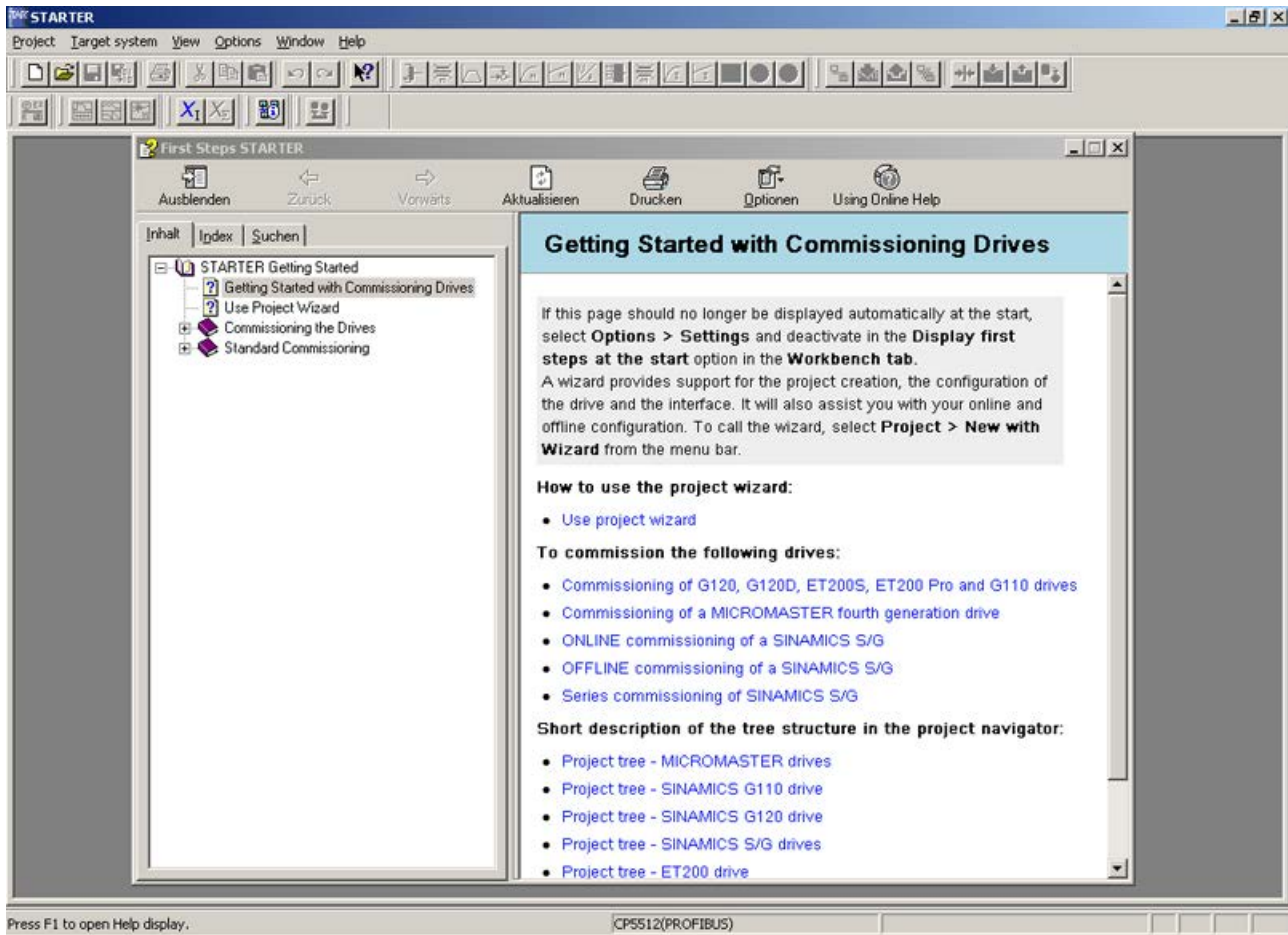 STARTER
Project Target system View Options Window Help
First Steps STARTER
Ausblenden Zurück Vorwärts Aktualisieren Drucken Optionen Using Online Help
Inhalt Index Suchen
STARTER Getting Started
Getting Started with Commissioning Drives
Use Project Wizard
Commissioning the Drives
Standard Commissioning
Getting Started with Commissioning Drives
If this page should no longer be displayed automatically at the start,
select Options > Settings and deactivate in the Display first
steps at the start option in the Workbench tab.
A wizard provides support for the project creation, the configuration of
the drive and the interface. It will also assist you with your online and
offline configuration. To call the wizard, select Project > New with
Wizard from the menu bar.
How to use the project wizard:
• Use project wizard
To commission the following drives:
• Commissioning of G120, G120D, ET200S, ET200 Pro and G110 drives
• Commissioning of a MICROMASTER fourth generation drive
• ONLINE commissioning of a SINAMICS S/G
• OFFLINE commissioning of a SINAMICS S/G
• Series commissioning of SINAMICS S/G
Short description of the tree structure in the project navigator:
• Project tree - MICROMASTER drives
• Project tree - SINAMICS G110 drive
• Project tree - SINAMICS G120 drive
• Project tree - SINAMICS S/G drives
• Project tree - ET200 drive
Press F1 to open Help display.
CP5512(PROFIBUS)